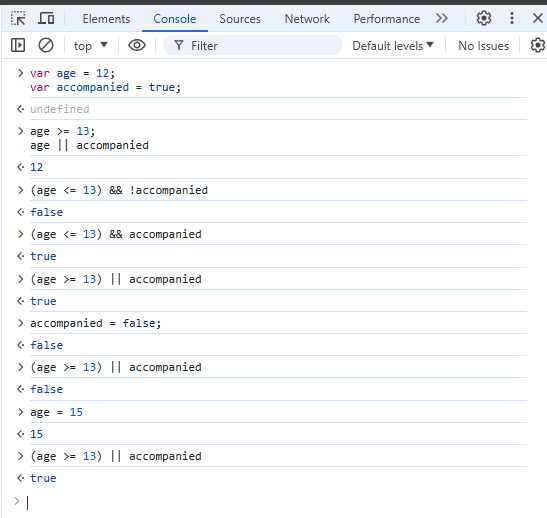 Elements Console Sources Network Performance
top Filter Default levels No Issues
var age = 12;
var accompanied = true;
undefined
age >= 13;
age || accompanied
12
(age <= 13) && !accompanied
false
(age <= 13) && accompanied
true
(age >= 13) || accompanied
true
accompanied = false;
false
(age >= 13) || accompanied
false
age = 15
15
(age >= 13) || accompanied
true